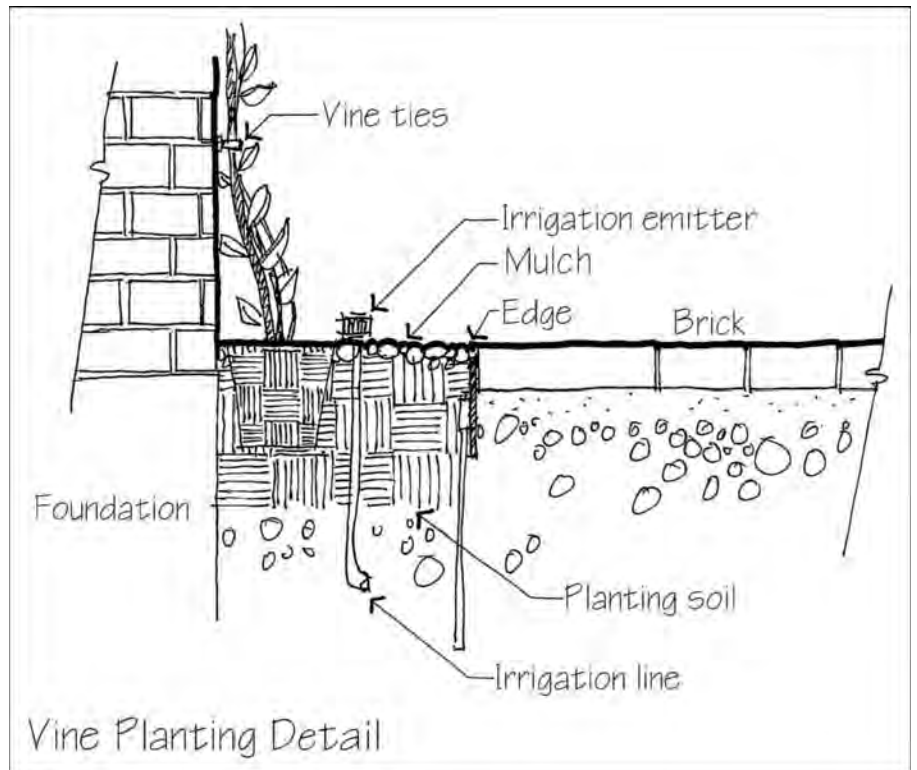 Vine ties
Irrigation emitter
Mulch
Edge
Brick
Foundation
Planting soil
Irrigation line
Vine Planting Detail